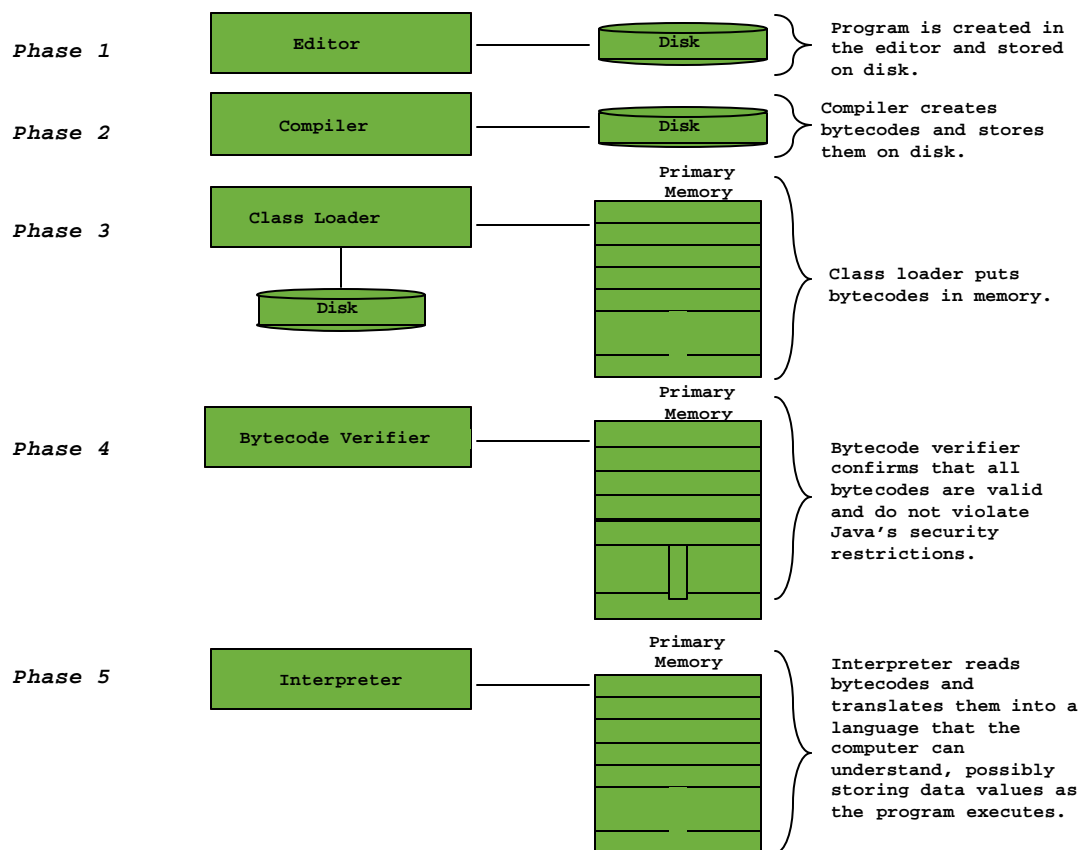 Phase 1
Editor
Disk
Program is created in
the editor and stored
on disk.
Phase 2
Compiler
Disk
Compiler creates
bytecodes and stores
them on disk.
Phase 3
Class Loader
Disk
Primary
Memory
Class loader puts
bytecodes in memory.
Phase 4
Bytecode Verifier
Primary
Memory
Bytecode verifier
confirms that all
bytecodes are valid
and do not violate
Java’s security
restrictions.
Phase 5
Interpreter
Primary
Memory
Interpreter reads
bytecodes and
translates them into a
language that the
computer can
understand, possibly
storing data values as
the program executes.